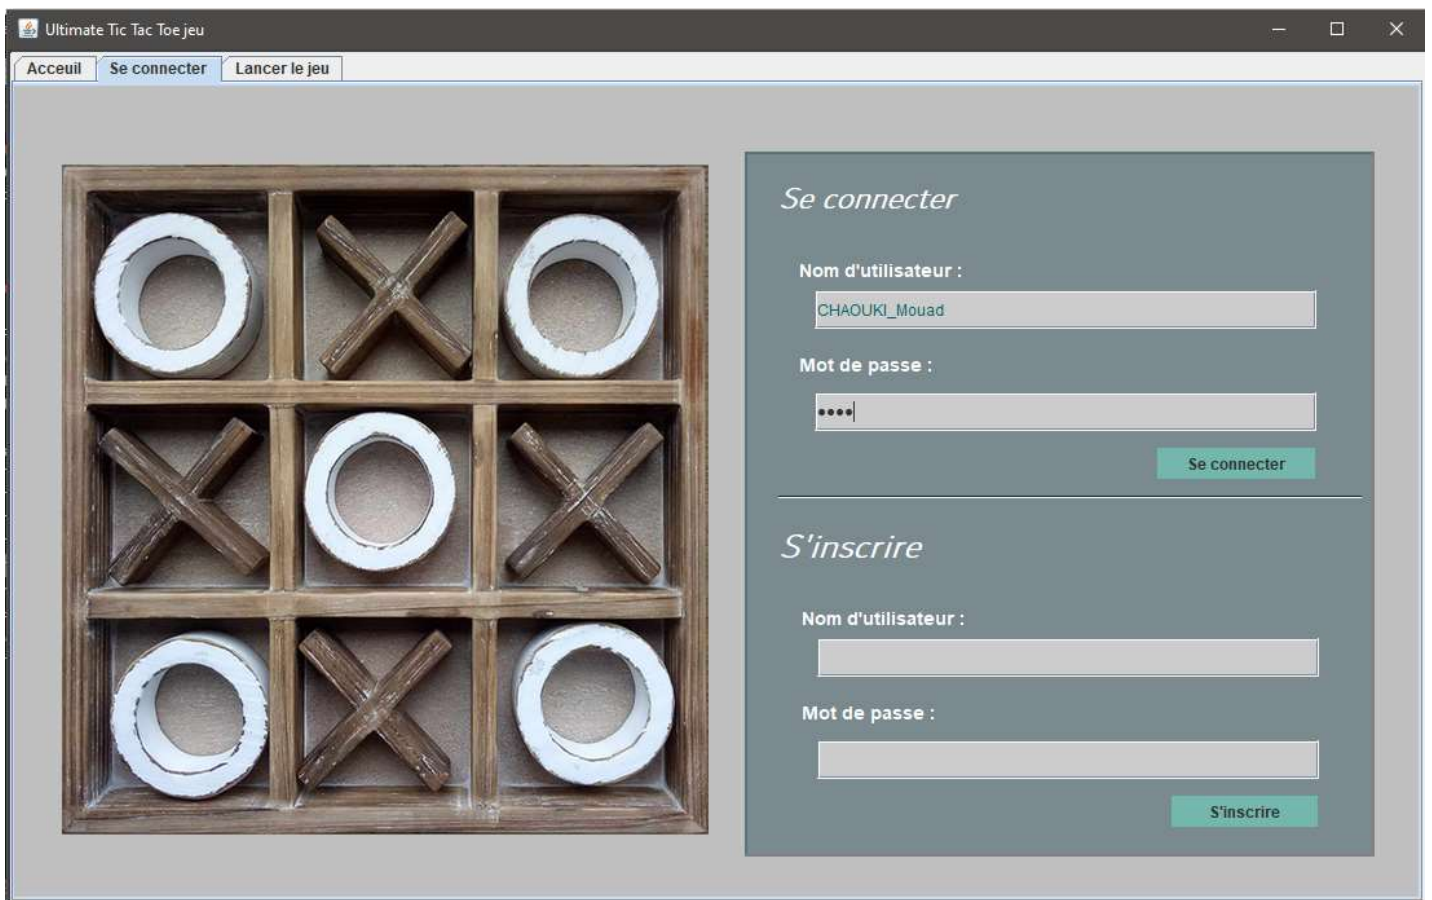 Ultimate Tic Tac Toe jeu
Acceuil Se connecter Lancer le jeu
Se connecter
Nom d'utilisateur :
CHAOUKI_Mouad
Mot de passe :
••••
Se connecter
S'inscrire
Nom d'utilisateur :
Mot de passe :
S'inscrire